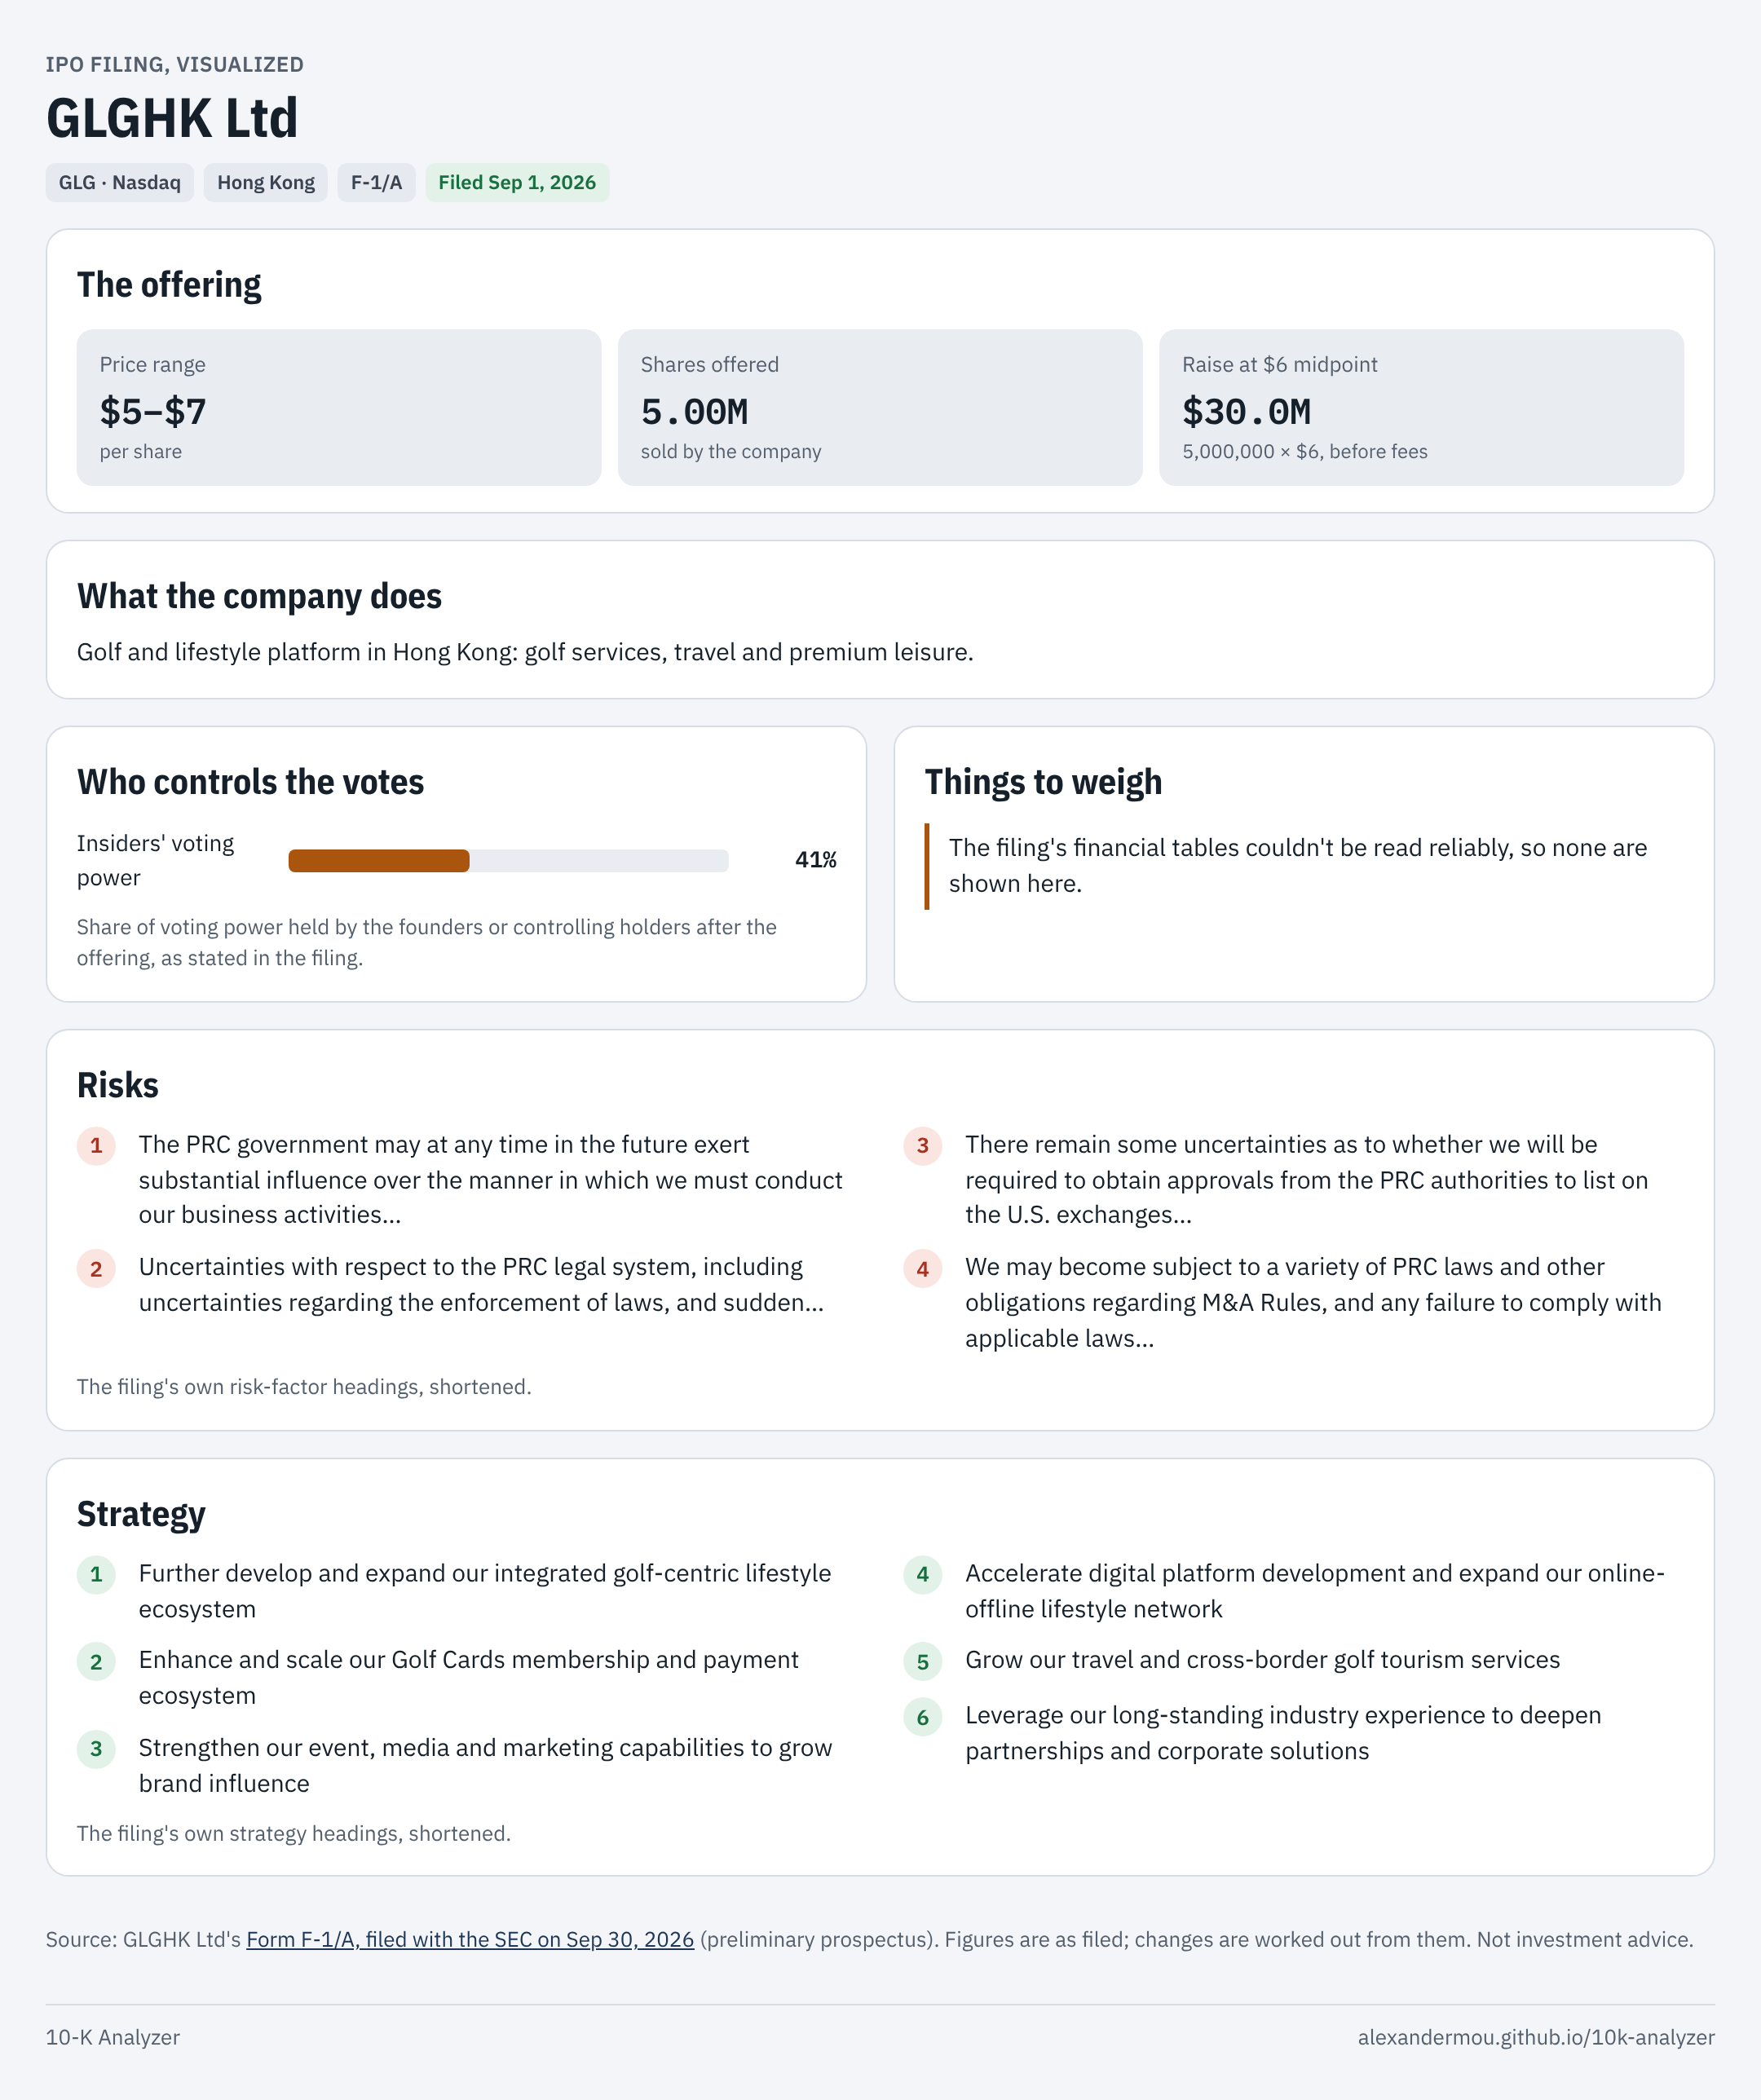 IPO FILING, VISUALIZED
GLGHK Ltd
GLG · Nasdaq
Hong Kong
F-1/A
Filed Sep 1, 2026
The offering
Price range
$5–$7
per share
Shares offered
5.00M
sold by the company
Raise at $6 midpoint
$30.0M
5,000,000 × $6, before fees
What the company does
Golf and lifestyle platform in Hong Kong: golf services, travel and premium leisure.
Who controls the votes
Insiders' voting
power
41%
Share of voting power held by the founders or controlling holders after the
offering, as stated in the filing.
Things to weigh
The filing's financial tables couldn't be read reliably, so none are
shown here.
Risks
1 The PRC government may at any time in the future exert
substantial influence over the manner in which we must conduct
our business activities...
2 Uncertainties with respect to the PRC legal system, including
uncertainties regarding the enforcement of laws, and sudden...
3 There remain some uncertainties as to whether we will be
required to obtain approvals from the PRC authorities to list on
the U.S. exchanges...
4 We may become subject to a variety of PRC laws and other
obligations regarding M&A Rules, and any failure to comply with
applicable laws...
The filing's own risk-factor headings, shortened.
Strategy
1 Further develop and expand our integrated golf-centric lifestyle
ecosystem
2 Enhance and scale our Golf Cards membership and payment
ecosystem
3 Strengthen our event, media and marketing capabilities to grow
brand influence
4 Accelerate digital platform development and expand our online-
offline lifestyle network
5 Grow our travel and cross-border golf tourism services
6 Leverage our long-standing industry experience to deepen
partnerships and corporate solutions
The filing's own strategy headings, shortened.
Source: GLGHK Ltd's Form F-1/A, filed with the SEC on Sep 30, 2026 (preliminary prospectus). Figures are as filed; changes are worked out from them. Not investment advice.
10-K Analyzer
alexandermou.github.io/10k-analyzer